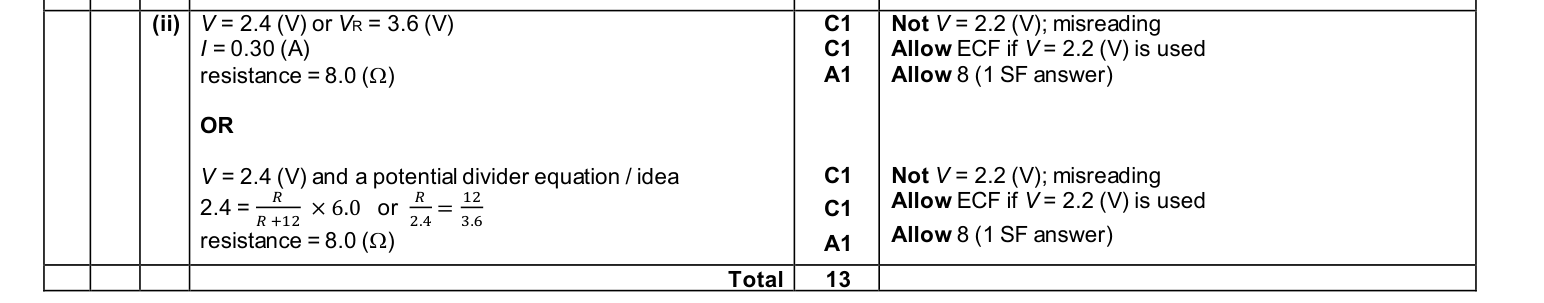 (ii) V = 2.4 (V) or VR = 3.6 (V) C1 Not V = 2.2 (V); misreading
I = 0.30 (A) C1 Allow ECF if V = 2.2 (V) is used
resistance = 8.0 (Ω) A1 Allow 8 (1 SF answer)
OR
V = 2.4 (V) and a potential divider equation / idea C1 Not V = 2.2 (V); misreading
2.4 = R / (R +12) × 6.0 or R / 2.4 = 12 / 3.6 C1 Allow ECF if V = 2.2 (V) is used
resistance = 8.0 (Ω) A1 Allow 8 (1 SF answer)
Total 13